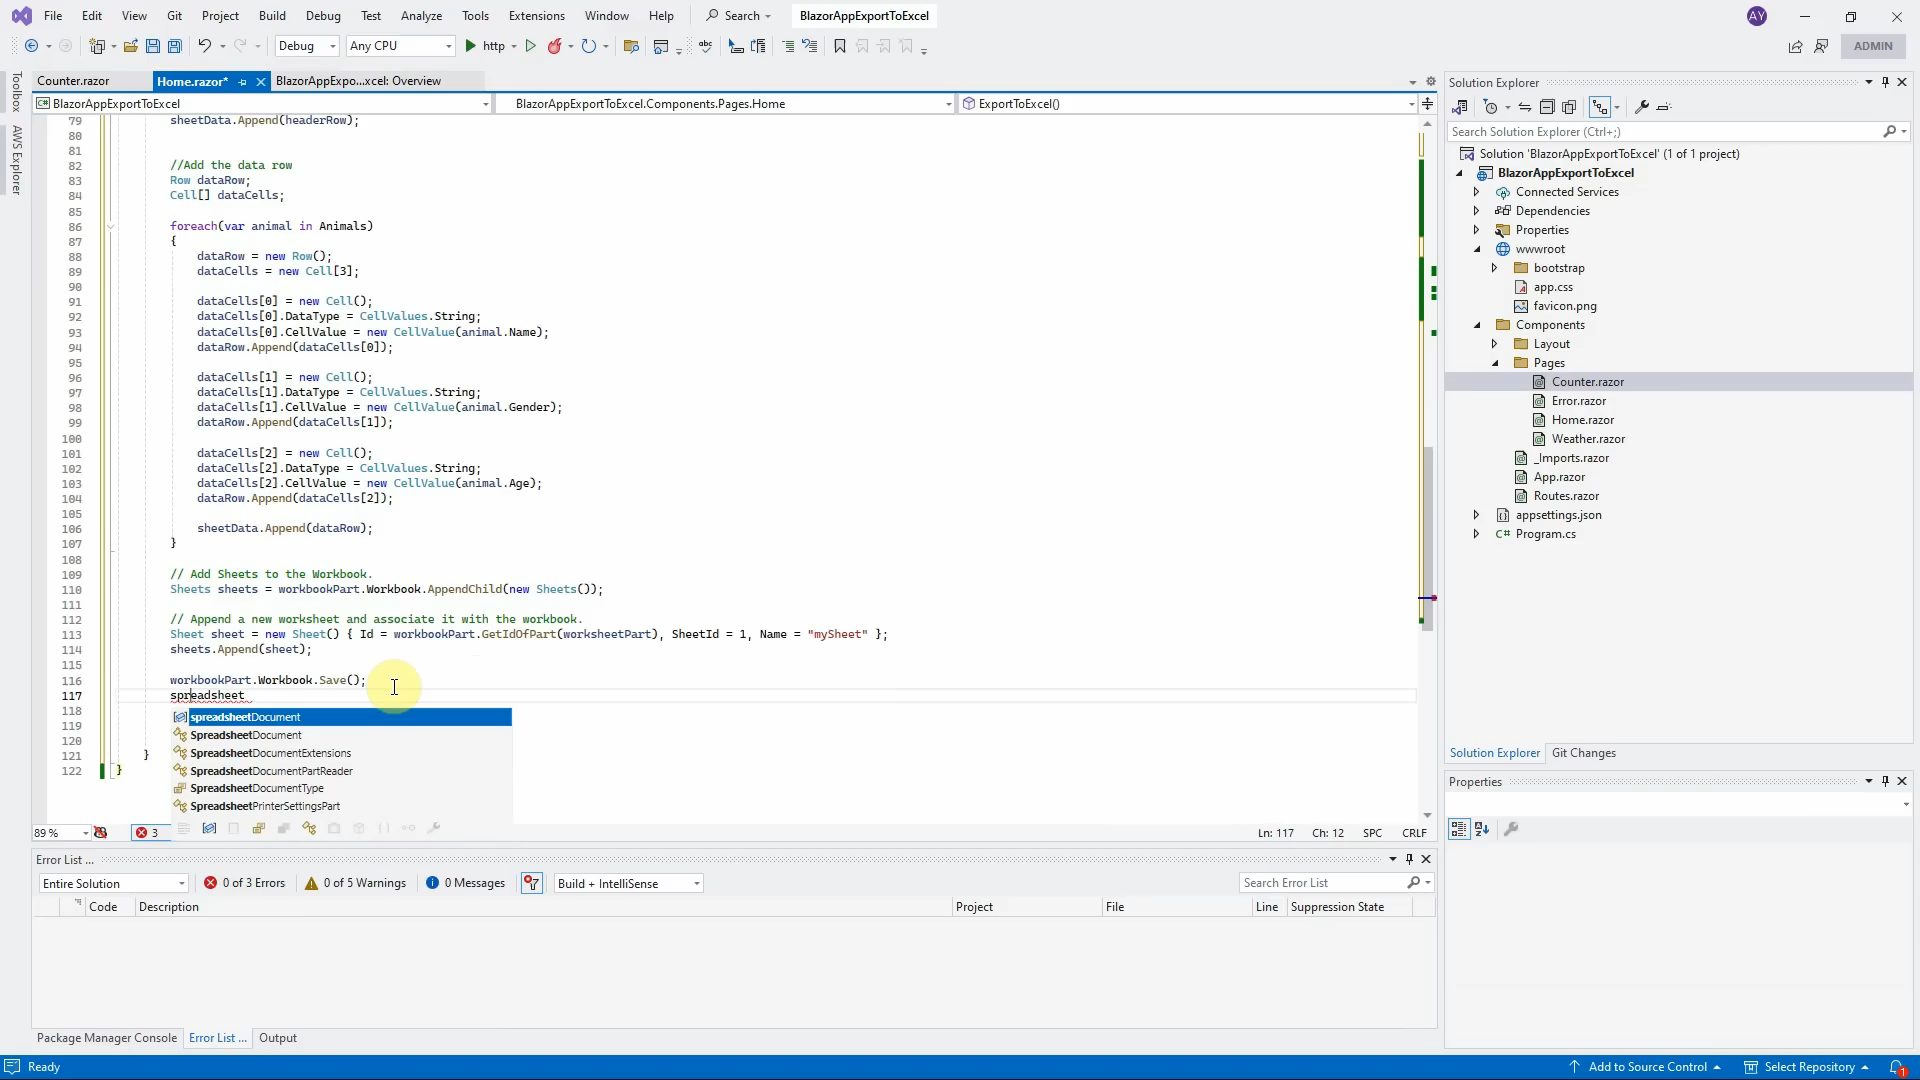 File Edit View Git Project Build Debug Test Analyze Tools Extensions Window Help Search BlazorAppExportToExcel AY
Debug Any CPU http ADMIN
Counter.razor Home.razor* BlazorAppExpo...xcel: Overview
BlazorAppExportToExcel BlazorAppExportToExcel.Components.Pages.Home ExportToExcel()
Toolbox
AWS Explorer
79 sheetData.Append(headerRow);
80
81
82 //Add the data row
83 Row dataRow;
84 Cell[] dataCells;
85
86 foreach(var animal in Animals)
87 {
88 dataRow = new Row();
89 dataCells = new Cell[3];
90
91 dataCells[0] = new Cell();
92 dataCells[0].DataType = CellValues.String;
93 dataCells[0].CellValue = new CellValue(animal.Name);
94 dataRow.Append(dataCells[0]);
95
96 dataCells[1] = new Cell();
97 dataCells[1].DataType = CellValues.String;
98 dataCells[1].CellValue = new CellValue(animal.Gender);
99 dataRow.Append(dataCells[1]);
100
101 dataCells[2] = new Cell();
102 dataCells[2].DataType = CellValues.String;
103 dataCells[2].CellValue = new CellValue(animal.Age);
104 dataRow.Append(dataCells[2]);
105
106 sheetData.Append(dataRow);
107 }
108
109 // Add Sheets to the Workbook.
110 Sheets sheets = workbookPart.Workbook.AppendChild(new Sheets());
111
112 // Append a new worksheet and associate it with the workbook.
113 Sheet sheet = new Sheet() { Id = workbookPart.GetIdOfPart(worksheetPart), SheetId = 1, Name = "mySheet" };
114 sheets.Append(sheet);
115
116 workbookPart.Workbook.Save();
117 spreadsheet
118
119
120
121 }
122 }
spreadsheetDocument
SpreadsheetDocument
SpreadsheetDocumentExtensions
SpreadsheetDocumentPartReader
SpreadsheetDocumentType
SpreadsheetPrinterSettingsPart
89 % 3 Ln: 117 Ch: 12 SPC CRLF
Error List ...
Entire Solution 0 of 3 Errors 0 of 5 Warnings 0 Messages Build + IntelliSense Search Error List
Code Description Project File Line Suppression State
Package Manager Console Error List ... Output
Solution Explorer
Search Solution Explorer (Ctrl+;)
Solution 'BlazorAppExportToExcel' (1 of 1 project)
BlazorAppExportToExcel
Connected Services
Dependencies
Properties
wwwroot
bootstrap
app.css
favicon.png
Components
Layout
Pages
Counter.razor
Error.razor
Home.razor
Weather.razor
_Imports.razor
App.razor
Routes.razor
appsettings.json
C# Program.cs
Solution Explorer Git Changes
Properties
Ready Add to Source Control Select Repository 1